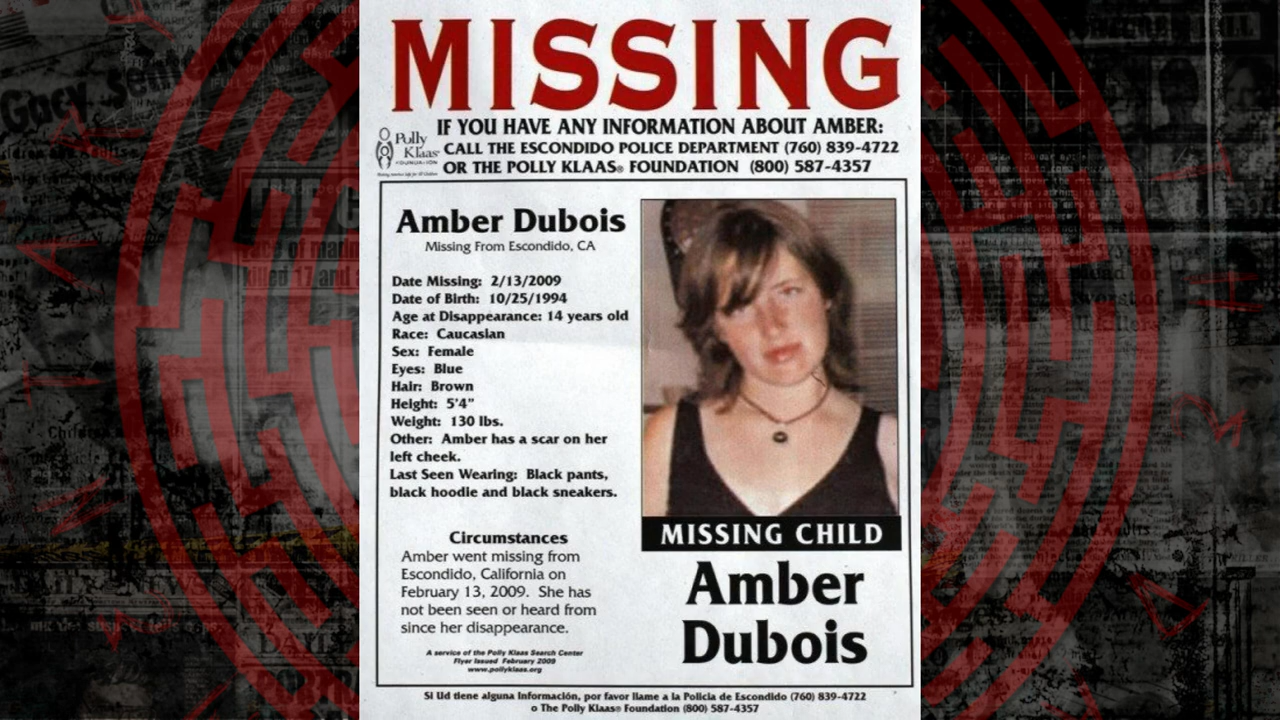 MISSING
IF YOU HAVE ANY INFORMATION ABOUT AMBER:
CALL THE ESCONDIDO POLICE DEPARTMENT (760) 839-4722
OR THE POLLY KLAAS® FOUNDATION (800) 587-4357
Polly
Klaas
FOUNDATION
Amber Dubois
Missing From Escondido, CA
Date Missing: 2/13/2009
Date of Birth: 10/25/1994
Age at Disappearance: 14 years old
Race: Caucasian
Sex: Female
Eyes: Blue
Hair: Brown
Height: 5'4"
Weight: 130 lbs.
Other: Amber has a scar on her
left cheek.
Last Seen Wearing: Black pants,
black hoodie and black sneakers.
Circumstances
Amber went missing from
Escondido, California on
February 13, 2009. She has
not been seen or heard from
since her disappearance.
A service of the Polly Klaas Search Center
Flyer Issued February 2009
www.pollyklaas.org
MISSING CHILD
Amber
Dubois
Si Ud tiene alguna Información, por favor llame a la Policia de Escondido (760) 839-4722
o The Polly Klaas® Foundation (800) 587-4357